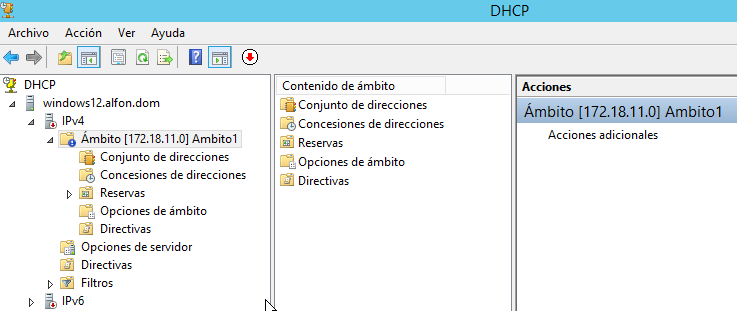 DHCP
Archivo Acción Ver Ayuda
DHCP
windows12.alfon.dom
IPv4
Ámbito [172.18.11.0] Ambito1
Conjunto de direcciones
Concesiones de direcciones
Reservas
Opciones de ámbito
Directivas
Opciones de servidor
Directivas
Filtros
IPv6
Contenido de ámbito
Conjunto de direcciones
Concesiones de direcciones
Reservas
Opciones de ámbito
Directivas
Acciones
Ámbito [172.18.11.0] Ambito1
Acciones adicionales